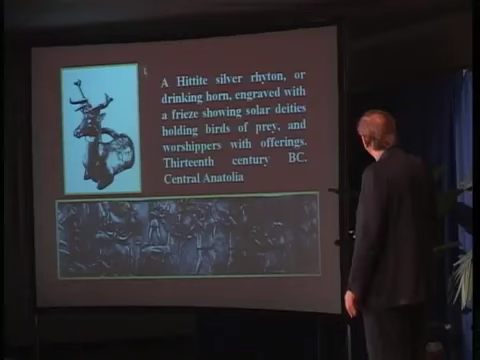 A Hittite silver rhyton, or
drinking horn, engraved with
a frieze showing solar deities
holding birds of prey, and
worshippers with offerings.
Thirteenth century BC.
Central Anatolia